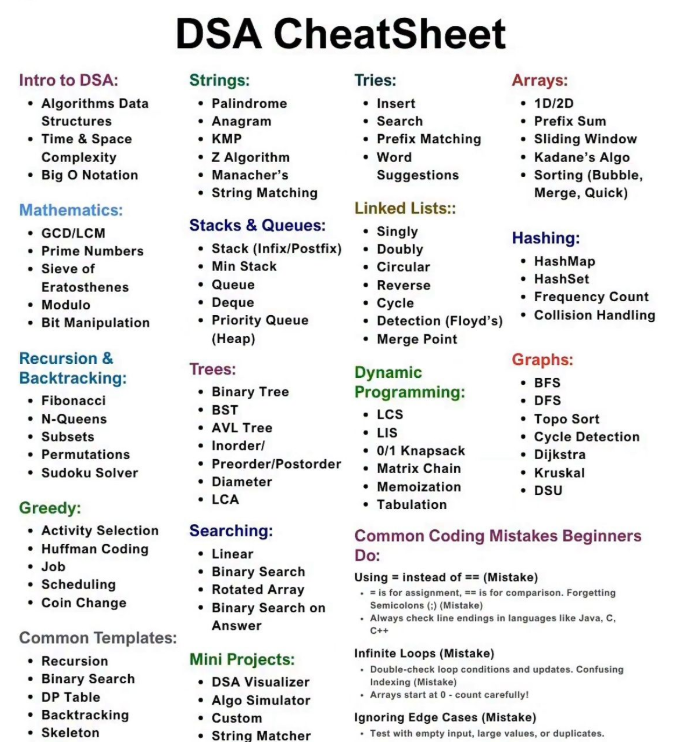 DSA CheatSheet
Intro to DSA:
Algorithms Data
Structures
Time & Space
Complexity
Big O Notation
Mathematics:
GCD/LCM
Prime Numbers
Sieve of
Eratosthenes
Modulo
Bit Manipulation
Recursion &
Backtracking:
Fibonacci
N-Queens
Subsets
Permutations
Sudoku Solver
Greedy:
Activity Selection
Huffman Coding
Job
Scheduling
Coin Change
Common Templates:
Recursion
Binary Search
DP Table
Backtracking
Skeleton
Strings:
Palindrome
Anagram
KMP
Z Algorithm
Manacher's
String Matching
Stacks & Queues:
Stack (Infix/Postfix)
Min Stack
Queue
Deque
Priority Queue
(Heap)
Trees:
Binary Tree
BST
AVL Tree
Inorder/
Preorder/Postorder
Diameter
LCA
Searching:
Linear
Binary Search
Rotated Array
Binary Search on
Answer
Mini Projects:
DSA Visualizer
Algo Simulator
Custom
String Matcher
Tries:
Insert
Search
Prefix Matching
Word
Suggestions
Linked Lists::
Singly
Doubly
Circular
Reverse
Cycle
Detection (Floyd's)
Merge Point
Dynamic
Programming:
LCS
LIS
0/1 Knapsack
Matrix Chain
Memoization
Tabulation
Arrays:
1D/2D
Prefix Sum
Sliding Window
Kadane's Algo
Sorting (Bubble,
Merge, Quick)
Hashing:
HashMap
HashSet
Frequency Count
Collision Handling
Graphs:
BFS
DFS
Topo Sort
Cycle Detection
Dijkstra
Kruskal
DSU
Common Coding Mistakes Beginners
Do:
Using = instead of == (Mistake)
= is for assignment, == is for comparison. Forgetting
Semicolons (;) (Mistake)
Always check line endings in languages like Java, C,
C++
Infinite Loops (Mistake)
Double-check loop conditions and updates. Confusing
Indexing (Mistake)
Arrays start at 0 - count carefully!
Ignoring Edge Cases (Mistake)
Test with empty input, large values, or duplicates.